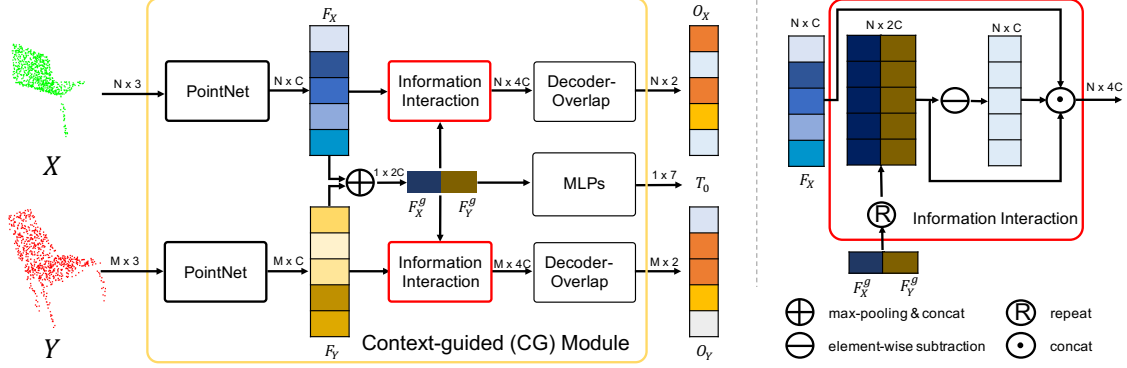 F_X
O_X
N x 3
PointNet
N x C
Information
Interaction
N x 4C
Decoder-
Overlap
N x 2
X
1 x 2C
F_X^g
F_Y^g
MLPs
1 x 7
T_0
M x 3
PointNet
M x C
Information
Interaction
M x 4C
Decoder-
Overlap
M x 2
Y
F_Y
Context-guided (CG) Module
O_Y
N x C
N x 2C
N x C
N x 4C
F_X
R
Information Interaction
F_X^g
F_Y^g
max-pooling & concat
R
repeat
element-wise subtraction
concat